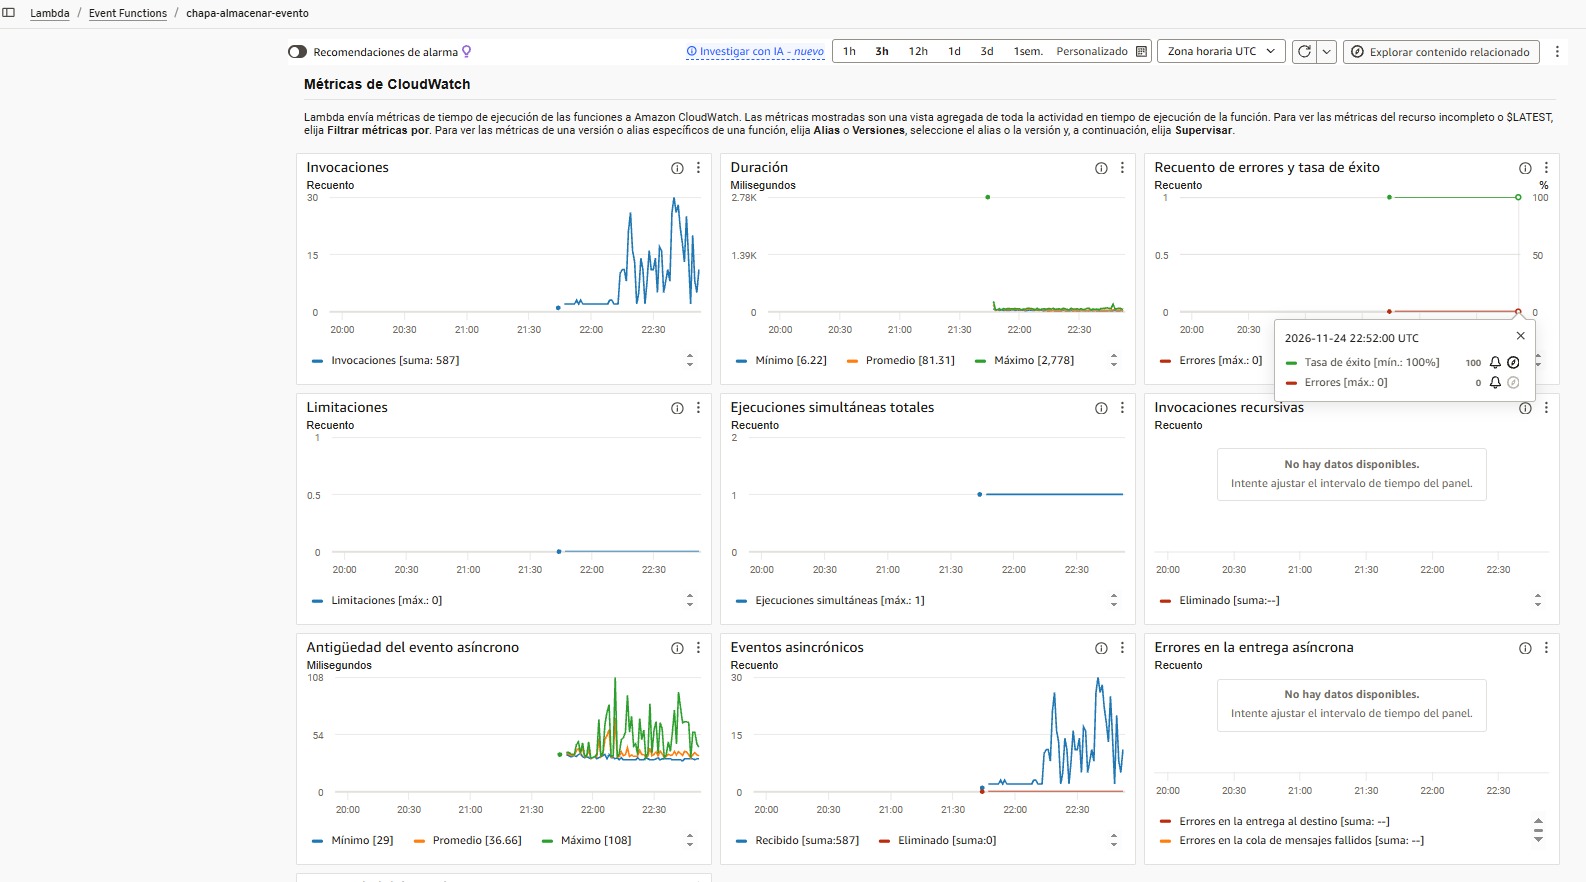 Lambda / Event Functions / chapa-almacenar-evento
Recomendaciones de alarma
Investigar con IA - nuevo
1h 3h 12h 1d 3d 1sem. Personalizado
Zona horaria UTC
Explorar contenido relacionado
Métricas de CloudWatch
Lambda envía métricas de tiempo de ejecución de las funciones a Amazon CloudWatch. Las métricas mostradas son una vista agregada de toda la actividad en tiempo de ejecución de la función. Para ver las métricas del recurso incompleto o $LATEST,
elija Filtrar métricas por. Para ver las métricas de una versión o alias específicos de una función, elija Alias o Versiones, seleccione el alias o la versión y, a continuación, elija Supervisar.
Invocaciones
Recuento
30
15
0
20:00 20:30 21:00 21:30 22:00 22:30
Invocaciones [suma: 587]
Duración
Milisegundos
2.78K
1.39K
0
20:00 20:30 21:00 21:30 22:00 22:30
Mínimo [6.22] Promedio [81.31] Máximo [2,778]
Recuento de errores y tasa de éxito
Recuento %
1 100
0.5 50
0 0
20:00 20:30
Errores [máx.: 0]
2026-11-24 22:52:00 UTC
Tasa de éxito [mín.: 100%] 100
Errores [máx.: 0] 0
Limitaciones
Recuento
1
0.5
0
20:00 20:30 21:00 21:30 22:00 22:30
Limitaciones [máx.: 0]
Ejecuciones simultáneas totales
Recuento
2
1
0
20:00 20:30 21:00 21:30 22:00 22:30
Ejecuciones simultáneas [máx.: 1]
Invocaciones recursivas
Recuento
No hay datos disponibles.
Intente ajustar el intervalo de tiempo del panel.
20:00 20:30 21:00 21:30 22:00 22:30
Eliminado [suma:--]
Antigüedad del evento asíncrono
Milisegundos
108
54
0
20:00 20:30 21:00 21:30 22:00 22:30
Mínimo [29] Promedio [36.66] Máximo [108]
Eventos asincrónicos
Recuento
30
15
0
20:00 20:30 21:00 21:30 22:00 22:30
Recibido [suma:587] Eliminado [suma:0]
Errores en la entrega asíncrona
Recuento
No hay datos disponibles.
Intente ajustar el intervalo de tiempo del panel.
20:00 20:30 21:00 21:30 22:00 22:30
Errores en la entrega al destino [suma: --]
Errores en la cola de mensajes fallidos [suma: --]